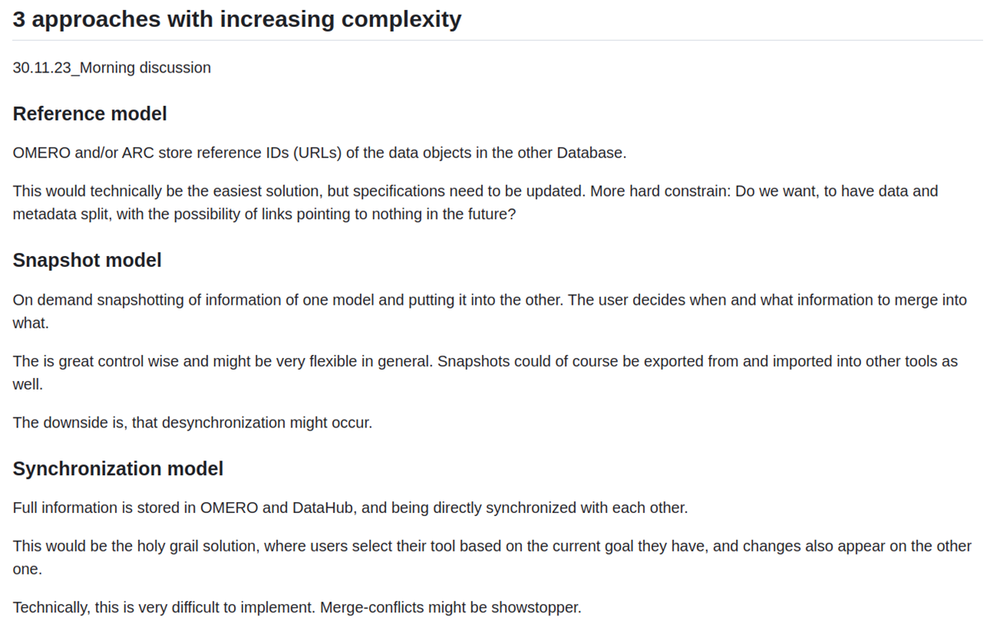 3 approaches with increasing complexity
30.11.23_Morning discussion
Reference model
OMERO and/or ARC store reference IDs (URLs) of the data objects in the other Database.
This would technically be the easiest solution, but specifications need to be updated. More hard constrain: Do we want, to have data and
metadata split, with the possibility of links pointing to nothing in the future?
Snapshot model
On demand snapshotting of information of one model and putting it into the other. The user decides when and what information to merge into
what.
The is great control wise and might be very flexible in general. Snapshots could of course be exported from and imported into other tools as
well.
The downside is, that desynchronization might occur.
Synchronization model
Full information is stored in OMERO and DataHub, and being directly synchronized with each other.
This would be the holy grail solution, where users select their tool based on the current goal they have, and changes also appear on the other
one.
Technically, this is very difficult to implement. Merge-conflicts might be showstopper.